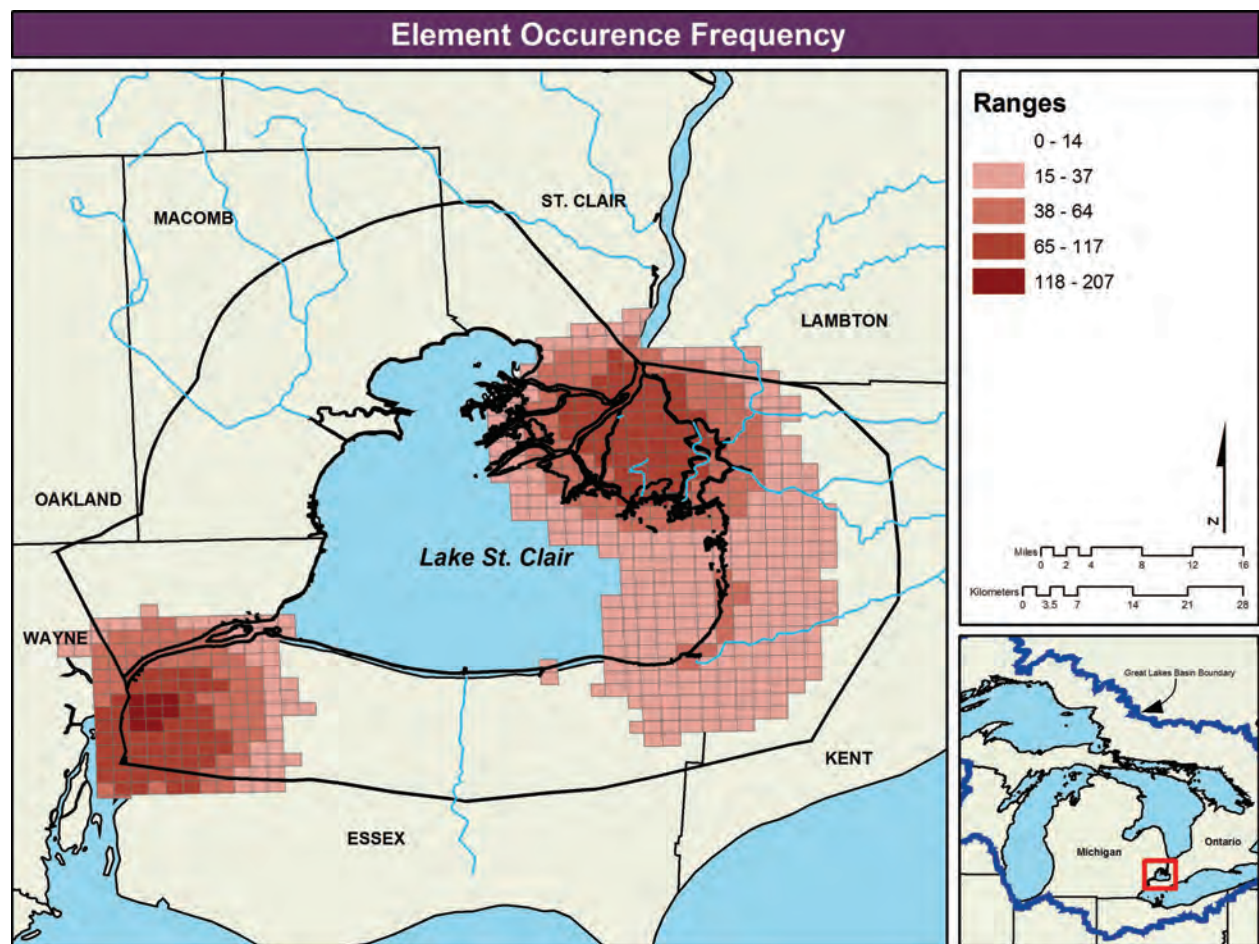 Element Occurence Frequency
MACOMB
ST. CLAIR
LAMBTON
OAKLAND
Lake St. Clair
WAYNE
KENT
ESSEX
Ranges
0 - 14
15 - 37
38 - 64
65 - 117
118 - 207
N
Miles
0 2 4 8 12 16
Kilometers
0 3.5 7 14 21 28
Great Lakes Basin Boundary
Michigan
Ontario